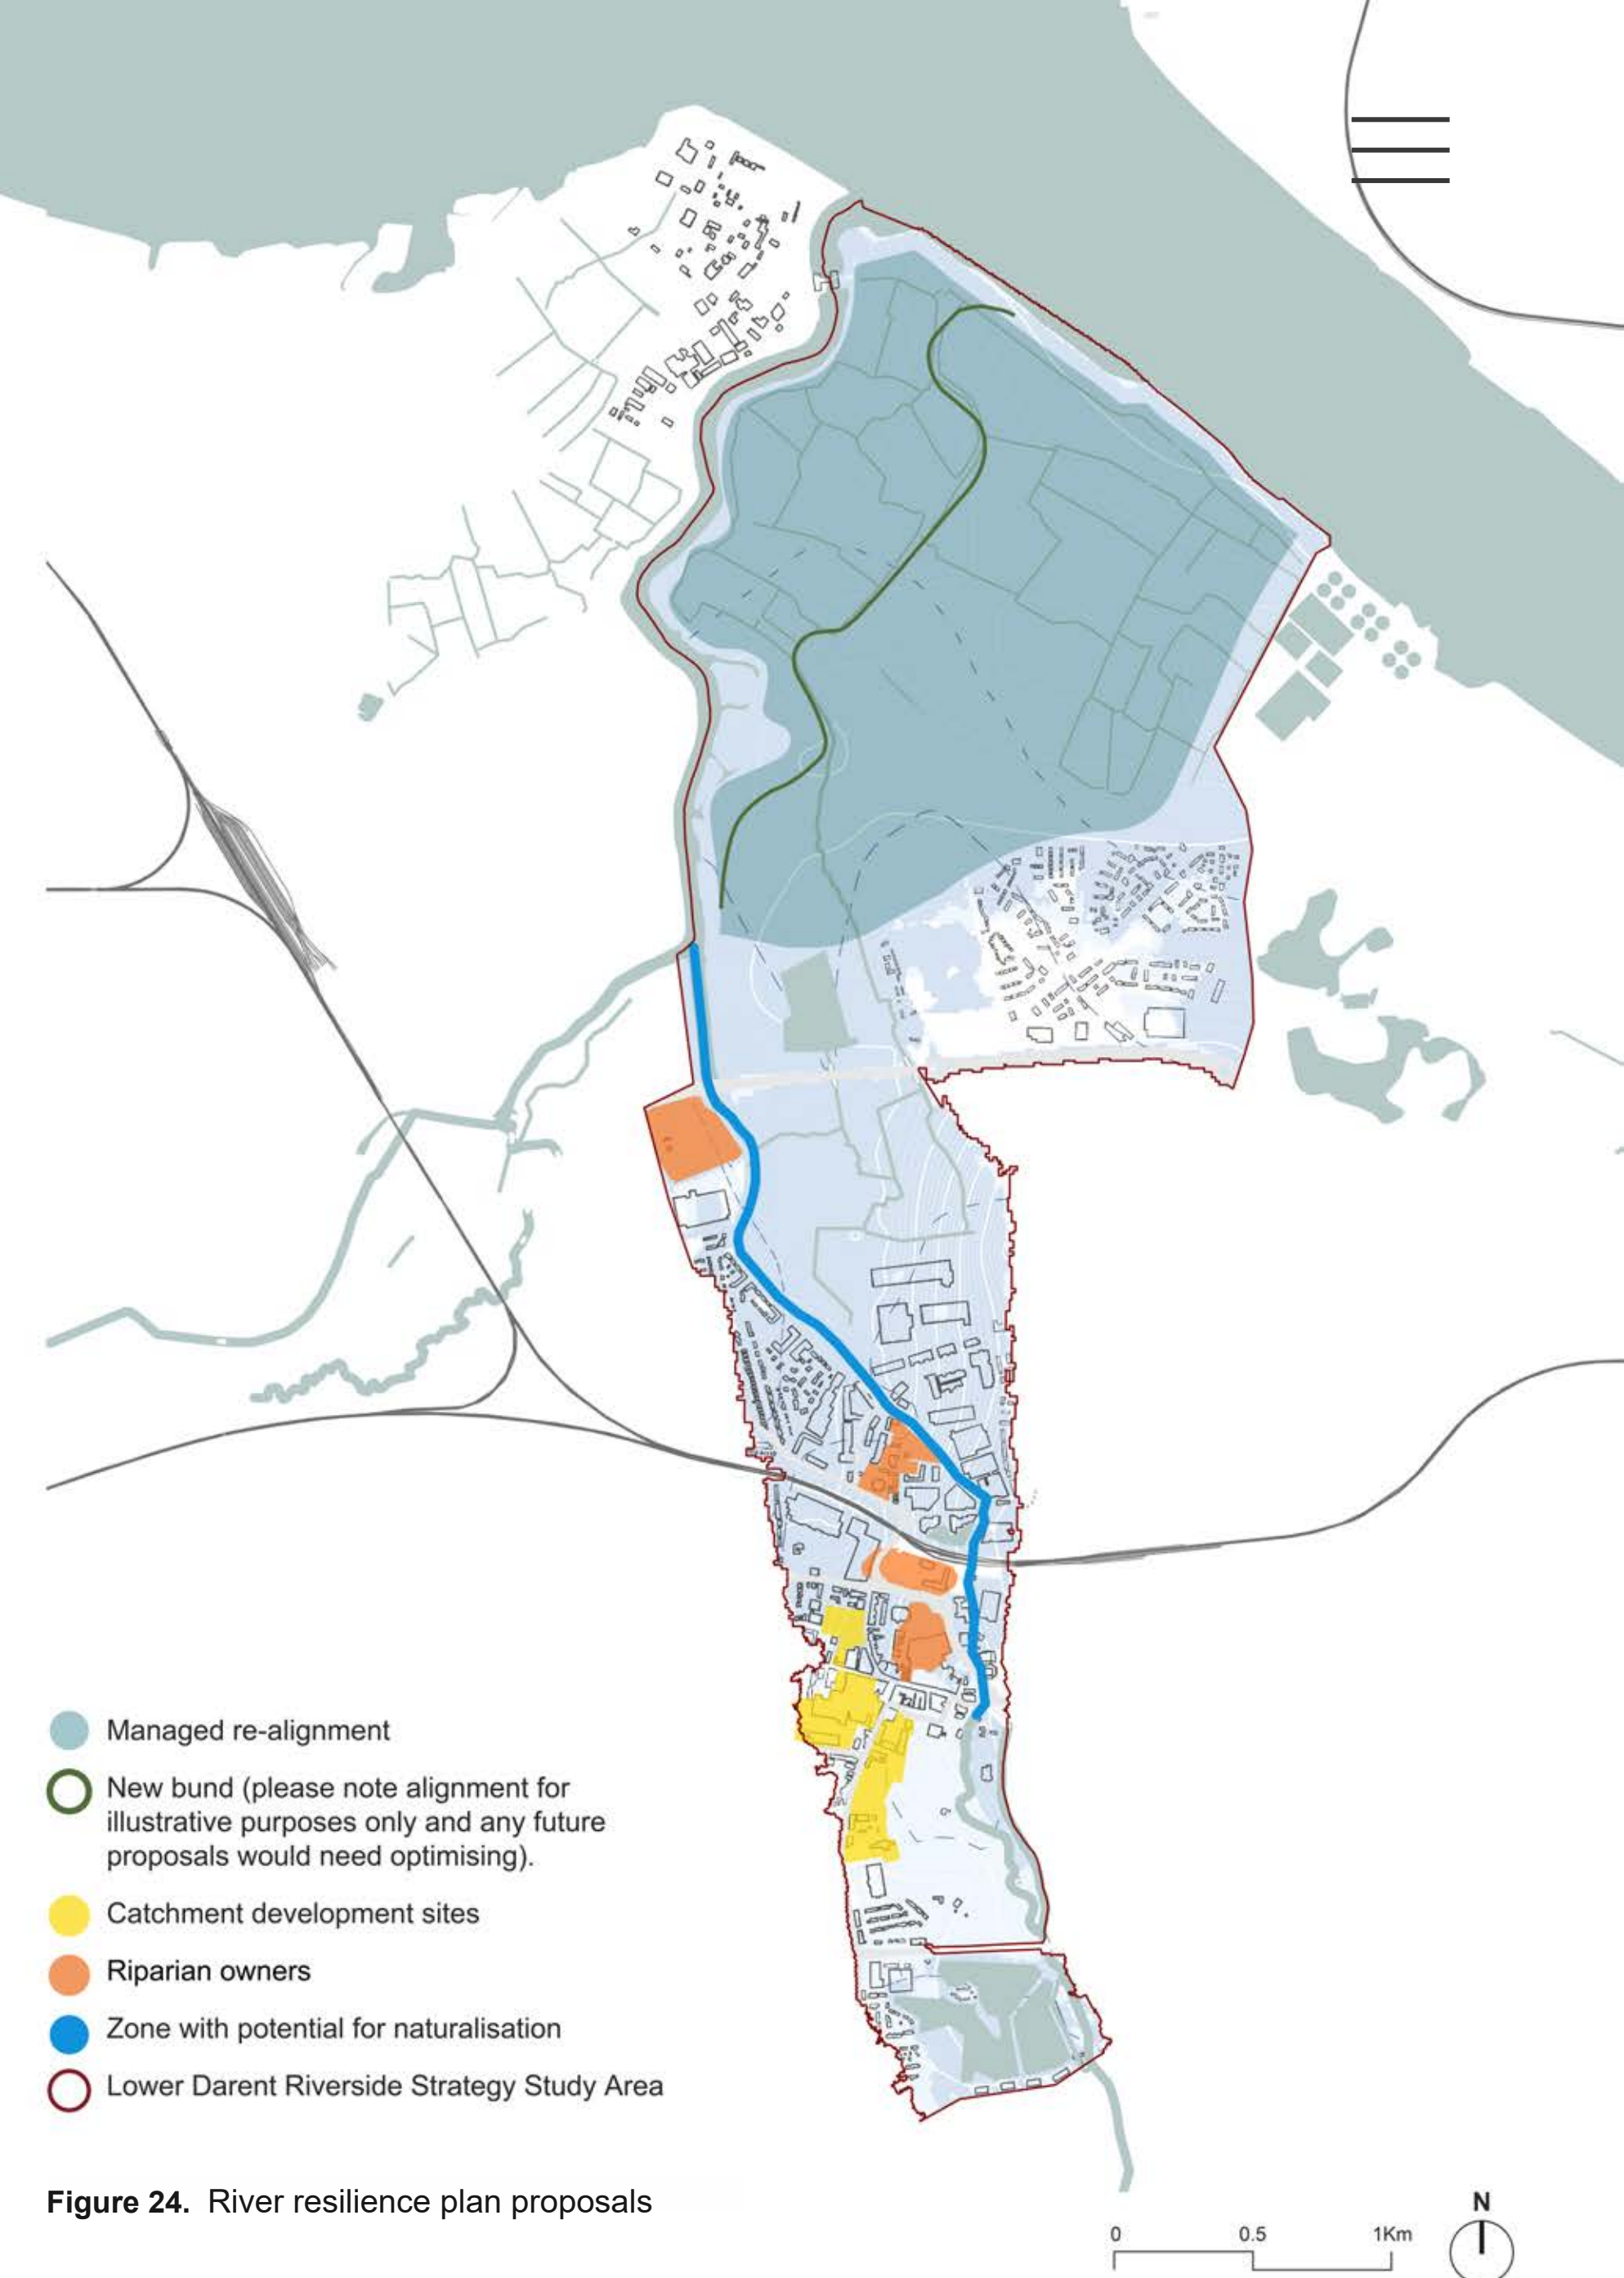 Managed re-alignment
New bund (please note alignment for
illustrative purposes only and any future
proposals would need optimising).
Catchment development sites
Riparian owners
Zone with potential for naturalisation
Lower Darent Riverside Strategy Study Area
Figure 24. River resilience plan proposals
N
0 0.5 1Km